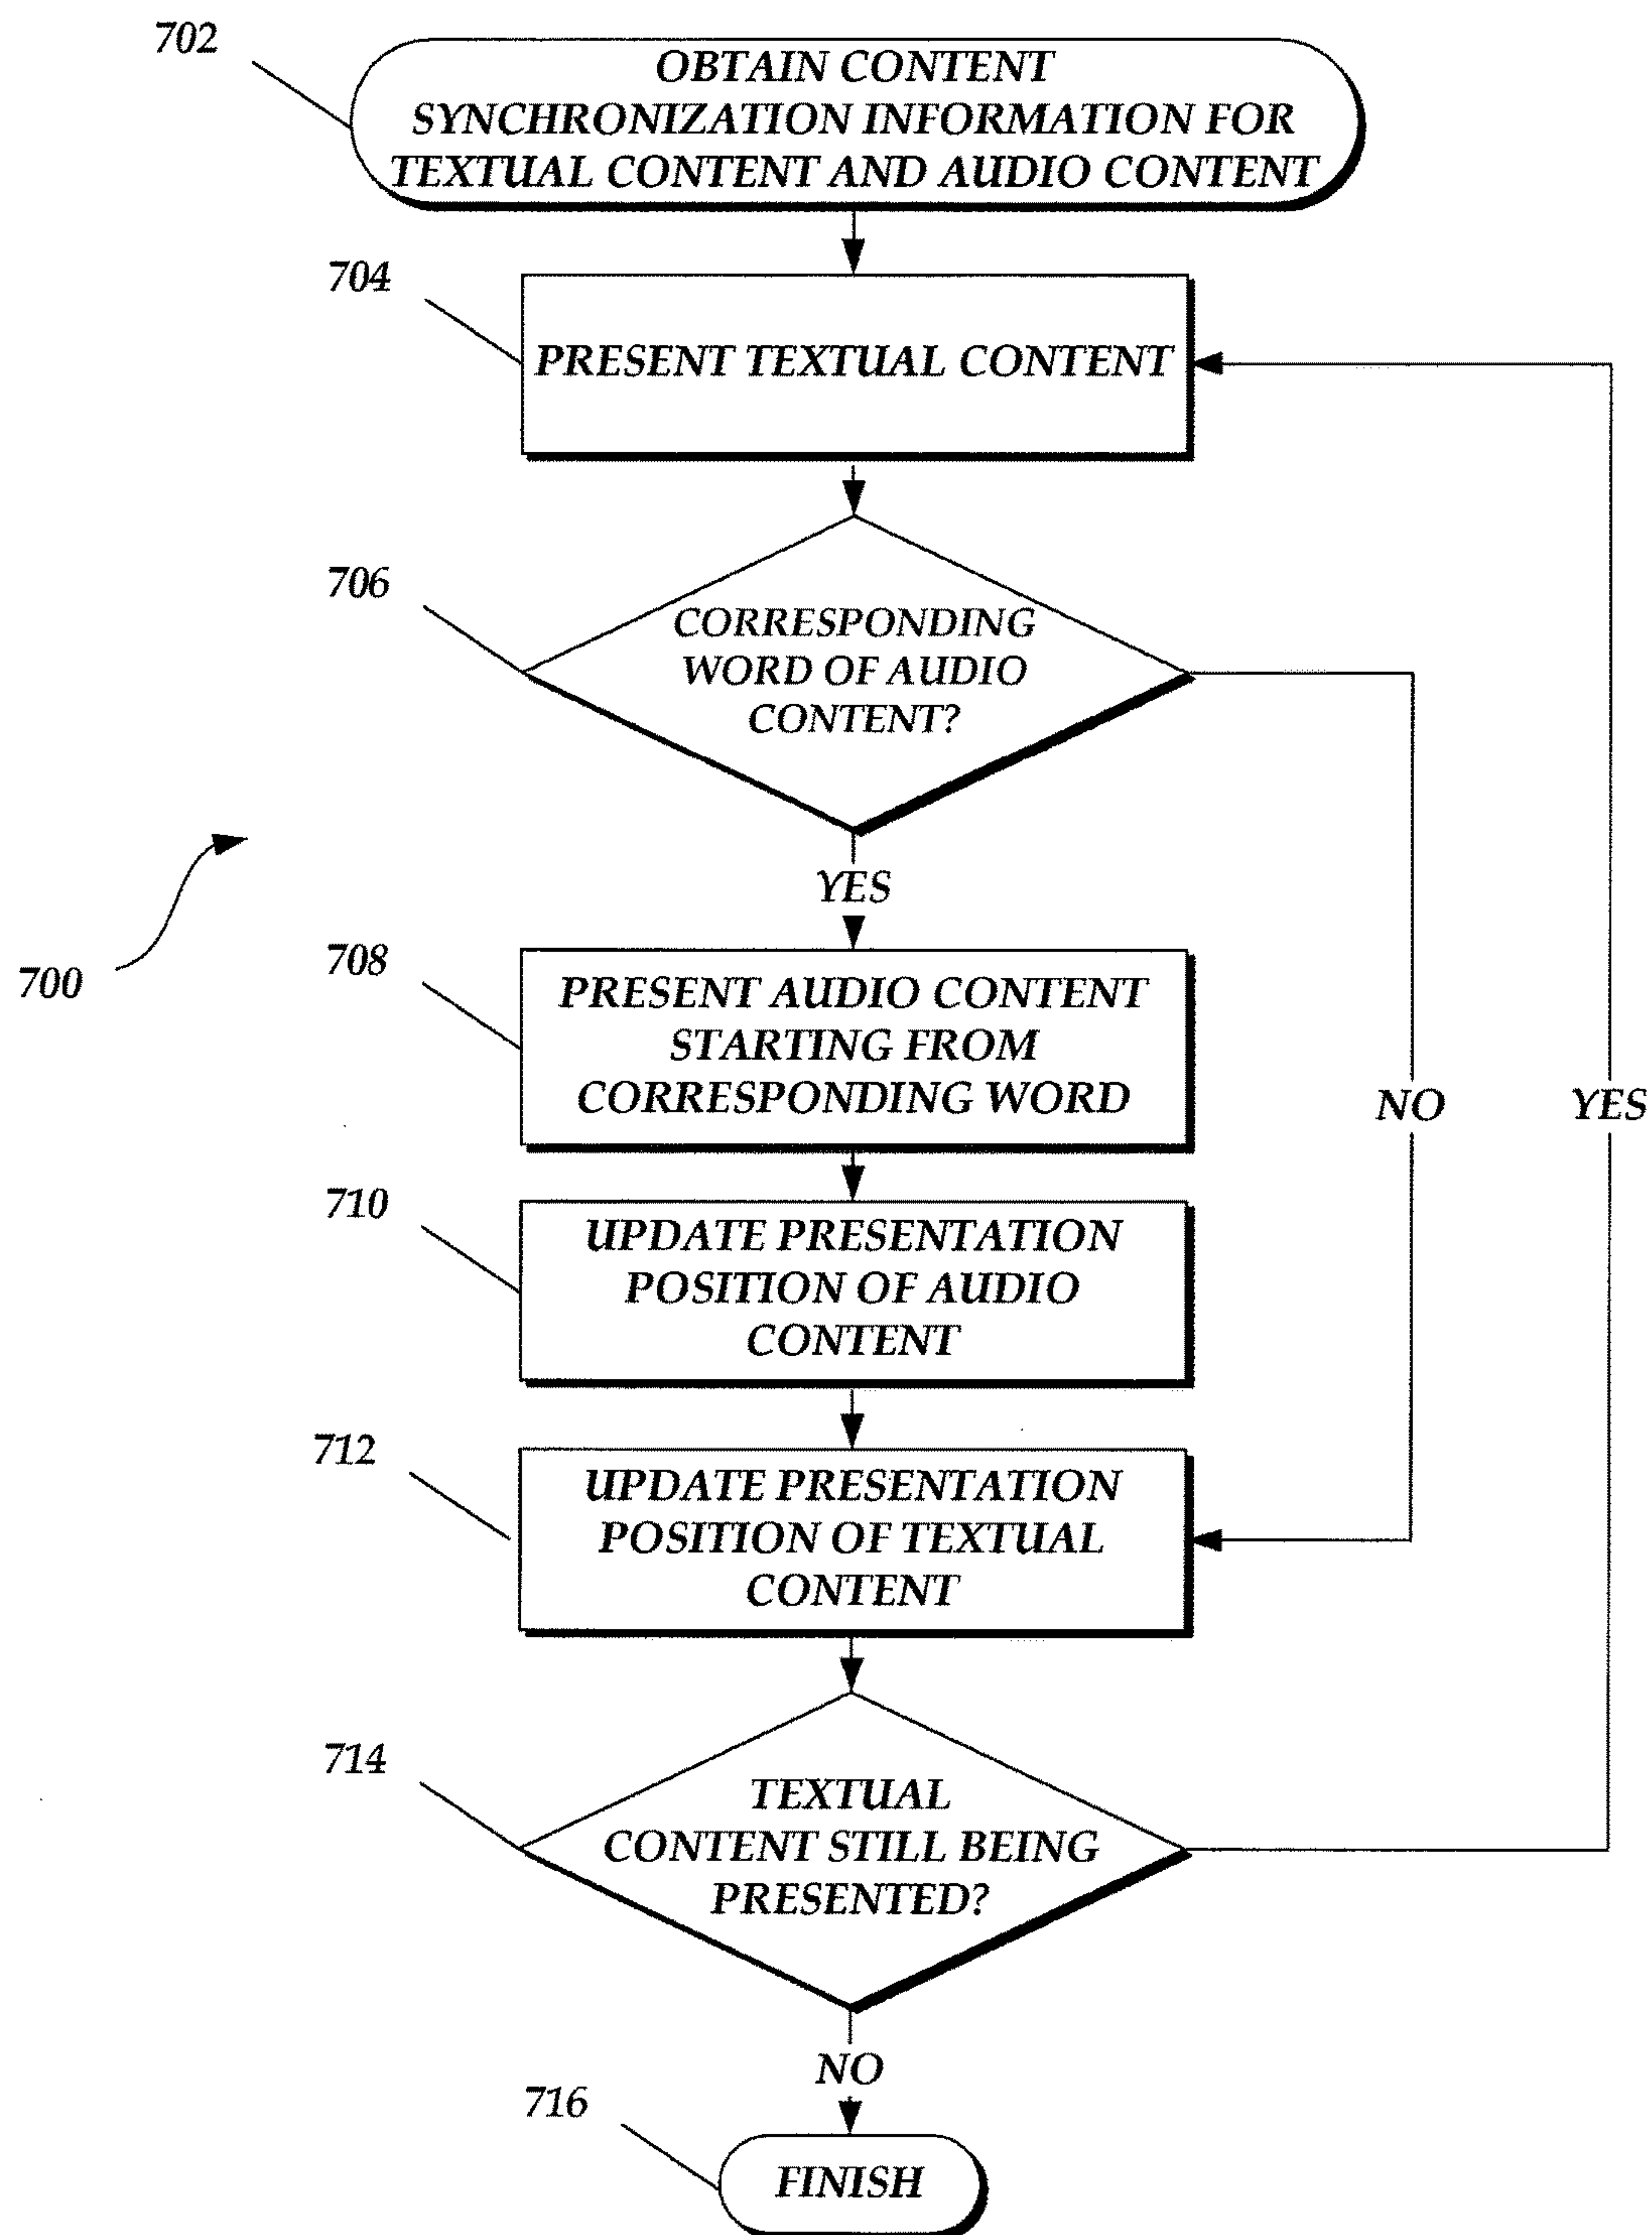 702
OBTAIN CONTENT
SYNCHRONIZATION INFORMATION FOR
TEXTUAL CONTENT AND AUDIO CONTENT
704
PRESENT TEXTUAL CONTENT
706
CORRESPONDING
WORD OF AUDIO
CONTENT?
YES
700
708
PRESENT AUDIO CONTENT
STARTING FROM
CORRESPONDING WORD
NO
YES
710
UPDATE PRESENTATION
POSITION OF AUDIO
CONTENT
712
UPDATE PRESENTATION
POSITION OF TEXTUAL
CONTENT
714
TEXTUAL
CONTENT STILL BEING
PRESENTED?
NO
716
FINISH